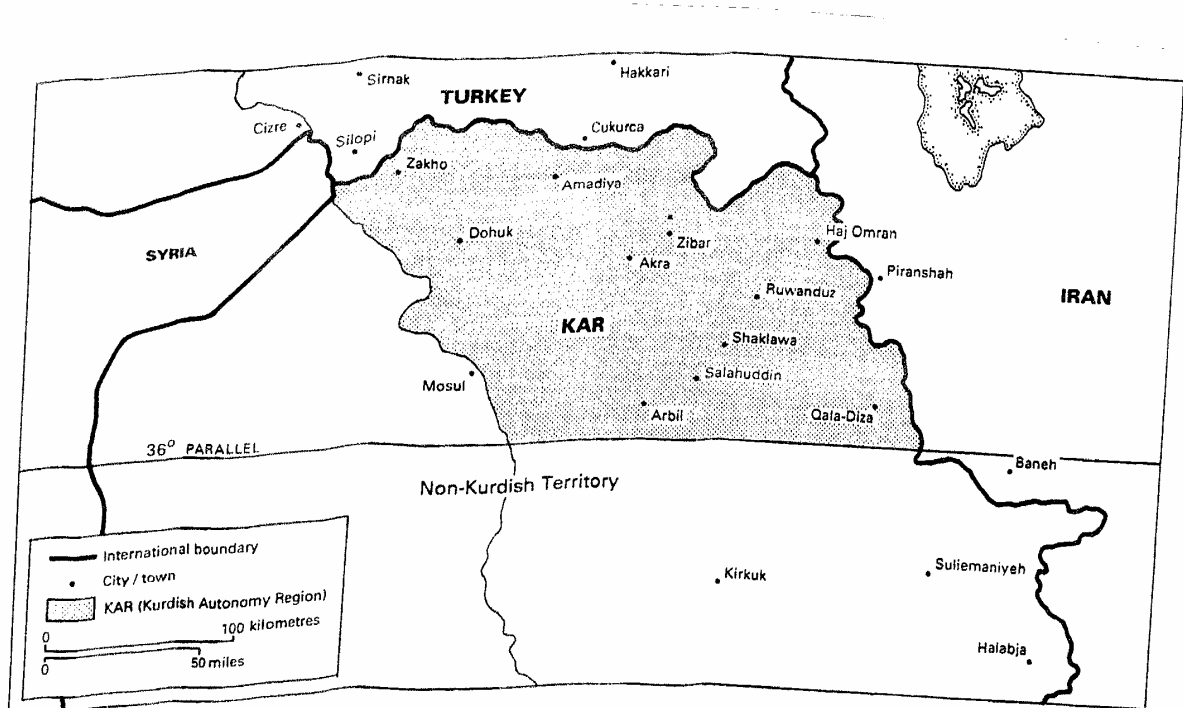 Sirnak
Hakkari
TURKEY
Cizre
Silopi
Cukurca
Zakho
Amadiya
Dohuk
Zibar
Haj Omran
SYRIA
Akra
Piranshah
Ruwanduz
IRAN
KAR
Shaklawa
Mosul
Salahuddin
Arbil
Qala-Diza
36° PARALLEL
Baneh
Non-Kurdish Territory
International boundary
City / town
KAR (Kurdish Autonomy Region)
0 100 kilometres
0 50 miles
Kirkuk
Suliemaniyeh
Halabja